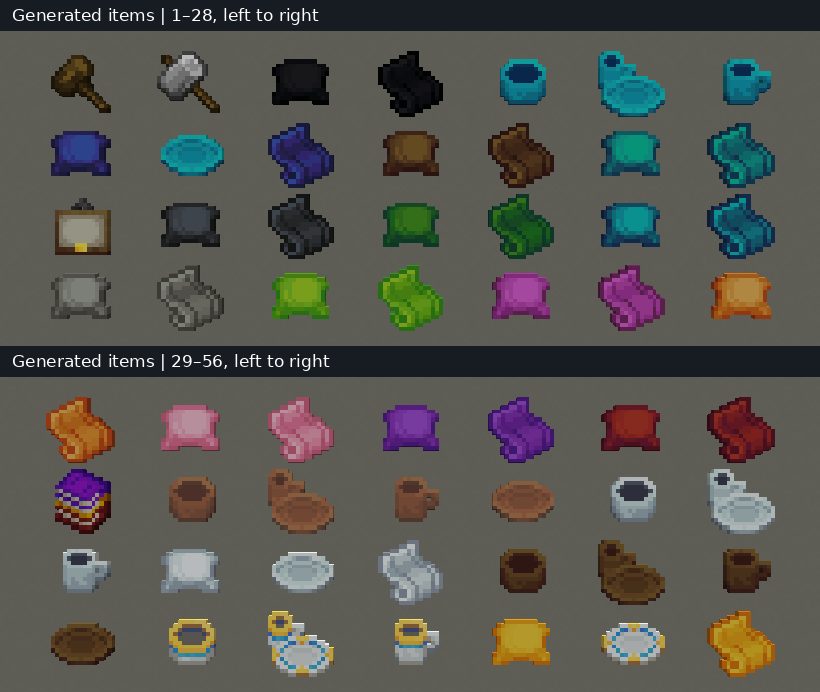 Generated items | 1–28, left to right
Generated items | 29–56, left to right